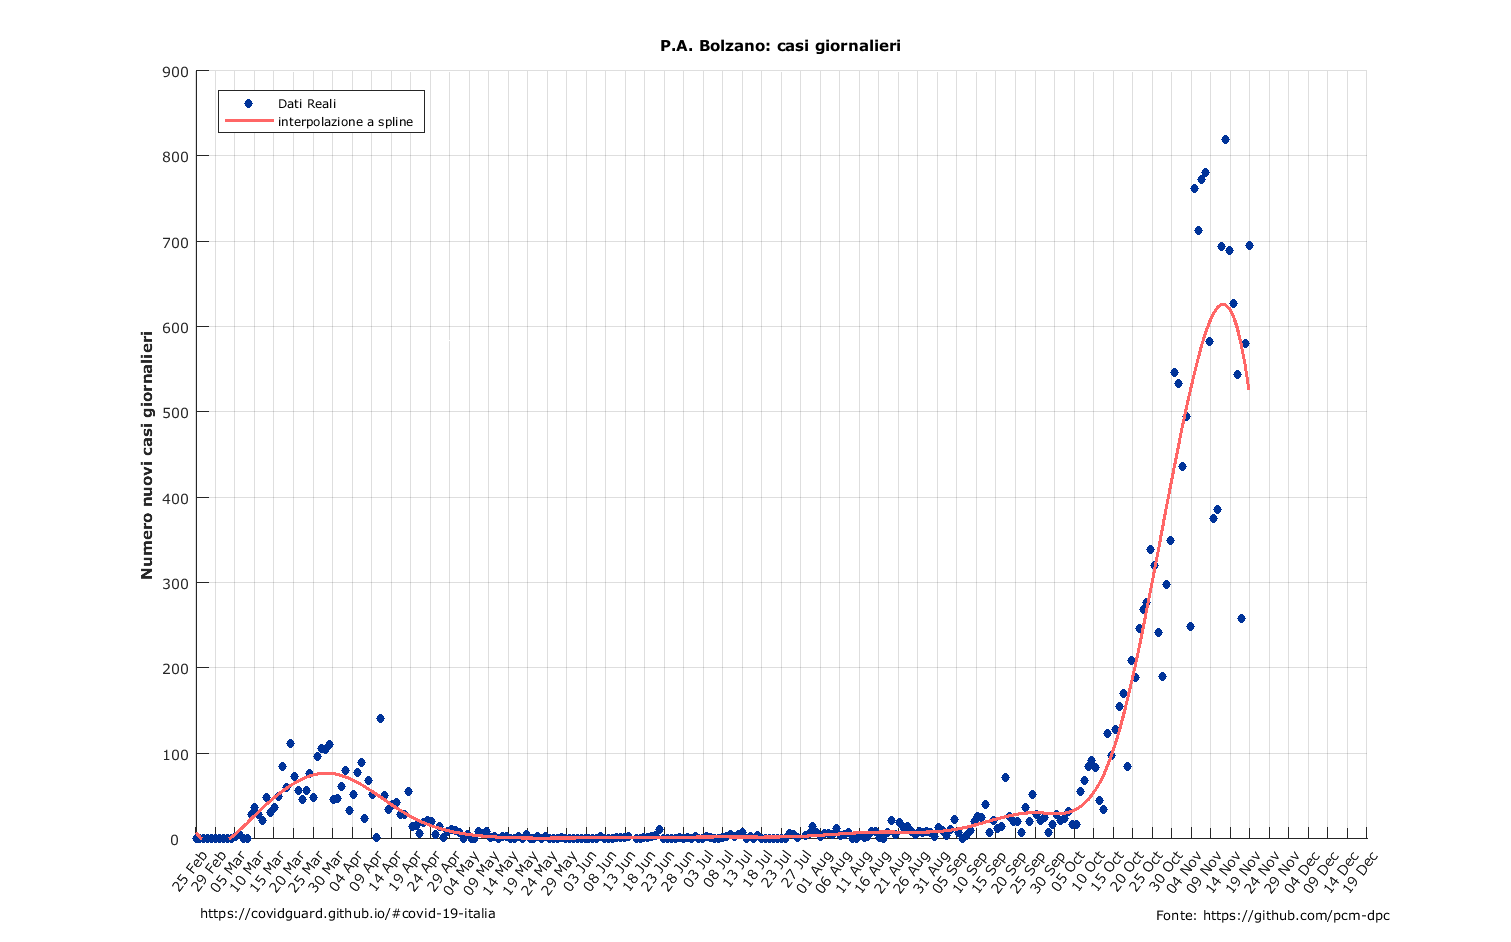 P.A. Bolzano: casi giornalieri
900
800
700
600
500
400
300
200
100
0
Dati Reali
interpolazione a spline
Numero nuovi casi giornalieri
25 Feb
29 Feb
05 Mar
10 Mar
15 Mar
20 Mar
25 Mar
30 Mar
04 Apr
09 Apr
14 Apr
19 Apr
24 Apr
29 Apr
04 May
09 May
14 May
19 May
24 May
29 May
03 Jun
08 Jun
13 Jun
18 Jun
23 Jun
28 Jun
03 Jul
08 Jul
13 Jul
18 Jul
23 Jul
27 Jul
01 Aug
06 Aug
11 Aug
16 Aug
21 Aug
26 Aug
31 Aug
05 Sep
10 Sep
15 Sep
20 Sep
25 Sep
30 Sep
05 Oct
10 Oct
15 Oct
20 Oct
25 Oct
30 Oct
04 Nov
09 Nov
14 Nov
19 Nov
24 Nov
29 Nov
04 Dec
09 Dec
14 Dec
19 Dec
https://covidguard.github.io/#covid-19-italia
Fonte: https://github.com/pcm-dpc